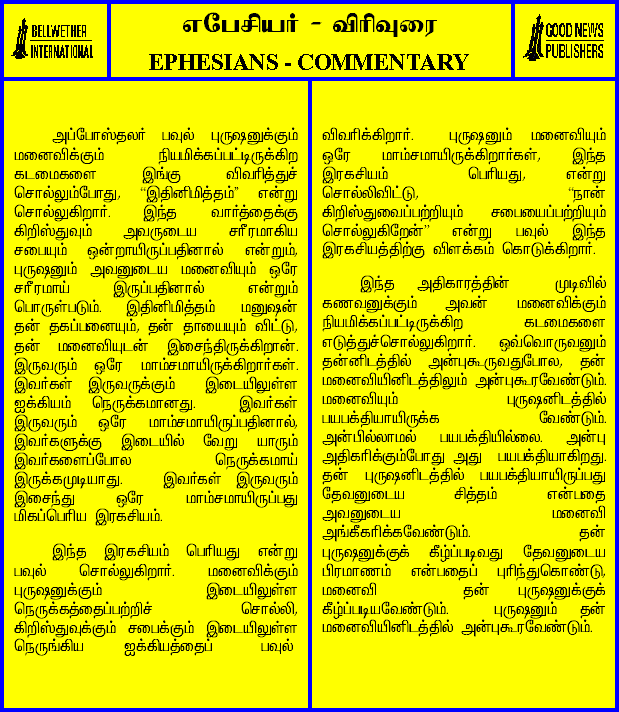 BELLWETHER
INTERNATIONAL
எபேசியர் - விரிவுரை
EPHESIANS - COMMENTARY
GOOD NEWS
PUBLISHERS
அப்போஸ்தலர் பவுல் புருஷனுக்கும்
மனைவிக்கும் நியமிக்கப்பட்டிருக்கிற
கடமைகளை இங்கு விவரித்துச்
சொல்லும்போது, “இதினிமித்தம்” என்று
சொல்லுகிறார். இந்த வார்த்தைக்கு
கிறிஸ்துவும் அவருடைய சரீரமாகிய
சபையும் ஒன்றாயிருப்பதினால் என்றும்,
புருஷனும் அவனுடைய மனைவியும் ஒரே
சரீரமாய் இருப்பதினால் என்றும்
பொருள்படும். இதினிமித்தம் மனுஷன்
தன் தகப்பனையும், தன் தாயையும் விட்டு,
தன் மனைவியுடன் இசைந்திருக்கிறான்.
இருவரும் ஒரே மாம்சமாயிருக்கிறார்கள்.
இவர்கள் இருவருக்கும் இடையிலுள்ள
ஐக்கியம் நெருக்கமானது. இவர்கள்
இருவரும் ஒரே மாம்சமாயிருப்பதினால்,
இவர்களுக்கு இடையில் வேறு யாரும்
இவர்களைப்போல நெருக்கமாய்
இருக்கமுடியாது. இவர்கள் இருவரும்
இசைந்து ஒரே மாம்சமாயிருப்பது
மிகப்பெரிய இரகசியம்.
இந்த இரகசியம் பெரியது என்று
பவுல் சொல்லுகிறார். மனைவிக்கும்
புருஷனுக்கும் இடையிலுள்ள
நெருக்கத்தைப்பற்றிச் சொல்லி,
கிறிஸ்துவுக்கும் சபைக்கும் இடையிலுள்ள
நெருங்கிய ஐக்கியத்தைப் பவுல்
விவரிக்கிறார். புருஷனும் மனைவியும்
ஒரே மாம்சமாயிருக்கிறார்கள், இந்த
இரகசியம் பெரியது, என்று
சொல்லிவிட்டு, “நான்
கிறிஸ்துவைப்பற்றியும் சபையைப்பற்றியும்
சொல்லுகிறேன்” என்று பவுல் இந்த
இரகசியத்திற்கு விளக்கம் கொடுக்கிறார்.
இந்த அதிகாரத்தின் முடிவில்
கணவனுக்கும் அவன் மனைவிக்கும்
நியமிக்கப்பட்டிருக்கிற கடமைகளை
எடுத்துச்சொல்லுகிறார். ஒவ்வொருவனும்
தன்னிடத்தில் அன்புகூருவதுபோல, தன்
மனைவியினிடத்திலும் அன்புகூரவேண்டும்.
மனைவியும் புருஷனிடத்தில்
பயபக்தியாயிருக்க வேண்டும்.
அன்பில்லாமல் பயபக்தியில்லை. அன்பு
அதிகரிக்கும்போது அது பயபக்தியாகிறது.
தன் புருஷனிடத்தில் பயபக்தியாயிருப்பது
தேவனுடைய சித்தம் என்பதை
அவனுடைய மனைவி
அங்கீகரிக்கவேண்டும். தன்
புருஷனுக்குக் கீழ்ப்படிவது தேவனுடைய
பிரமாணம் என்பதைப் புரிந்துகொண்டு,
மனைவி தன் புருஷனுக்குக்
கீழ்ப்படியவேண்டும். புருஷனும் தன்
மனைவியினிடத்தில் அன்புகூரவேண்டும்.